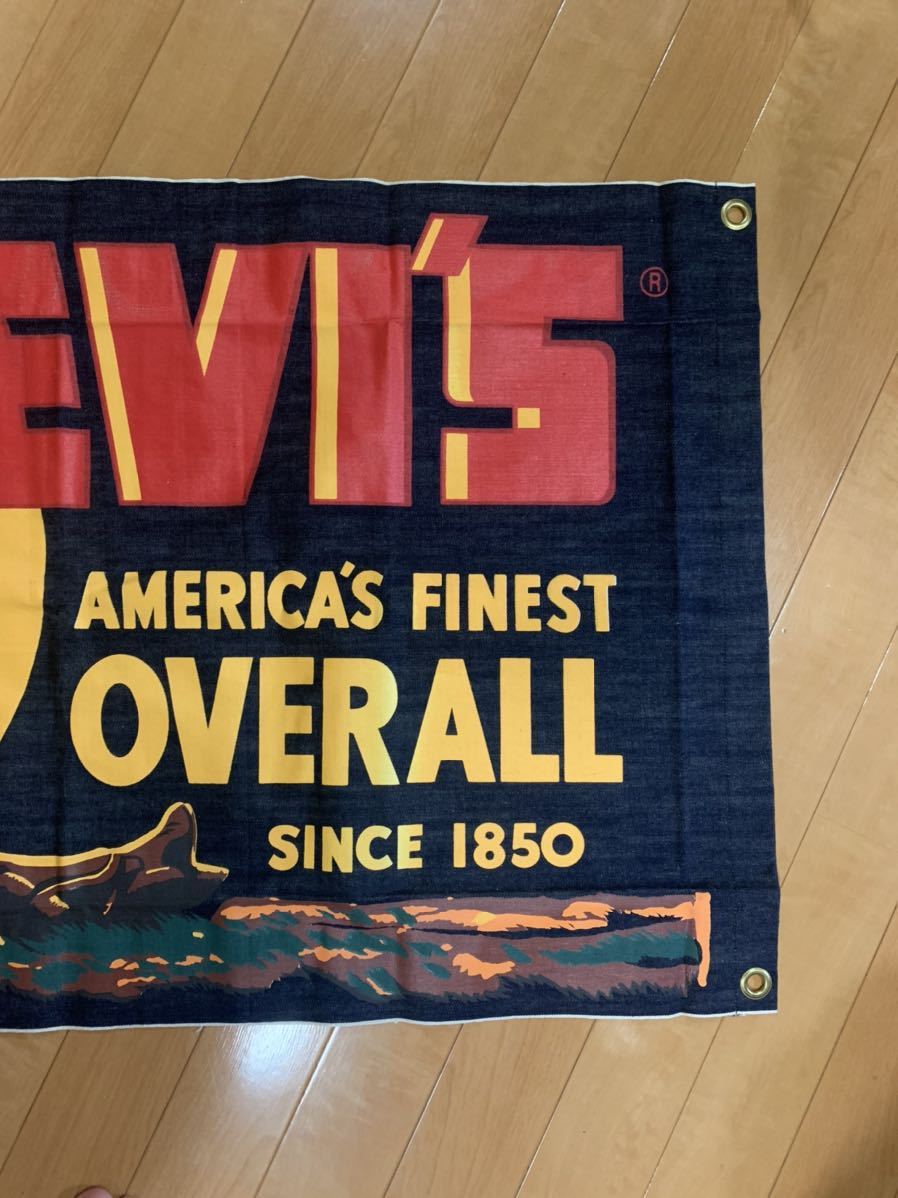 EVI'S ®
AMERICA'S FINEST
OVERALL
SINCE 1850